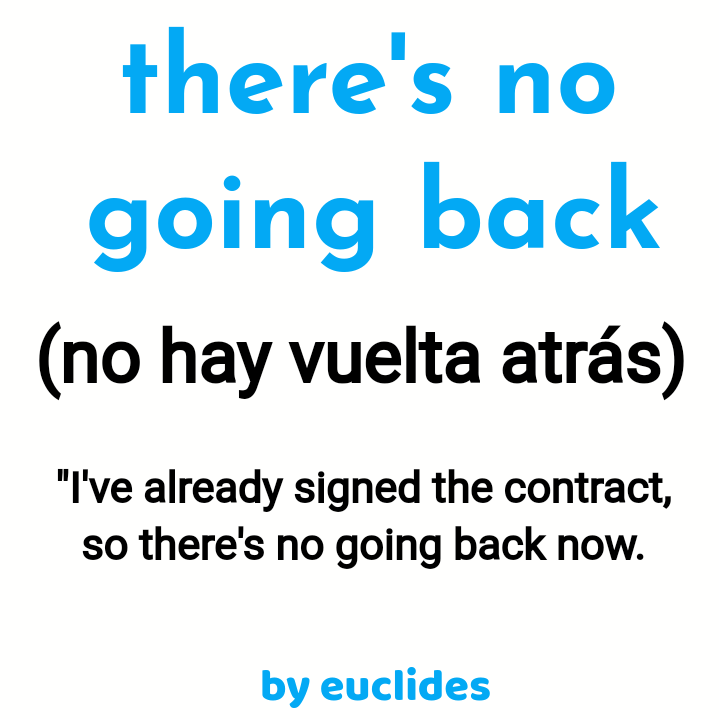 there's no
going back
(no hay vuelta atrás)
"I've already signed the contract,
so there's no going back now.
by euclides